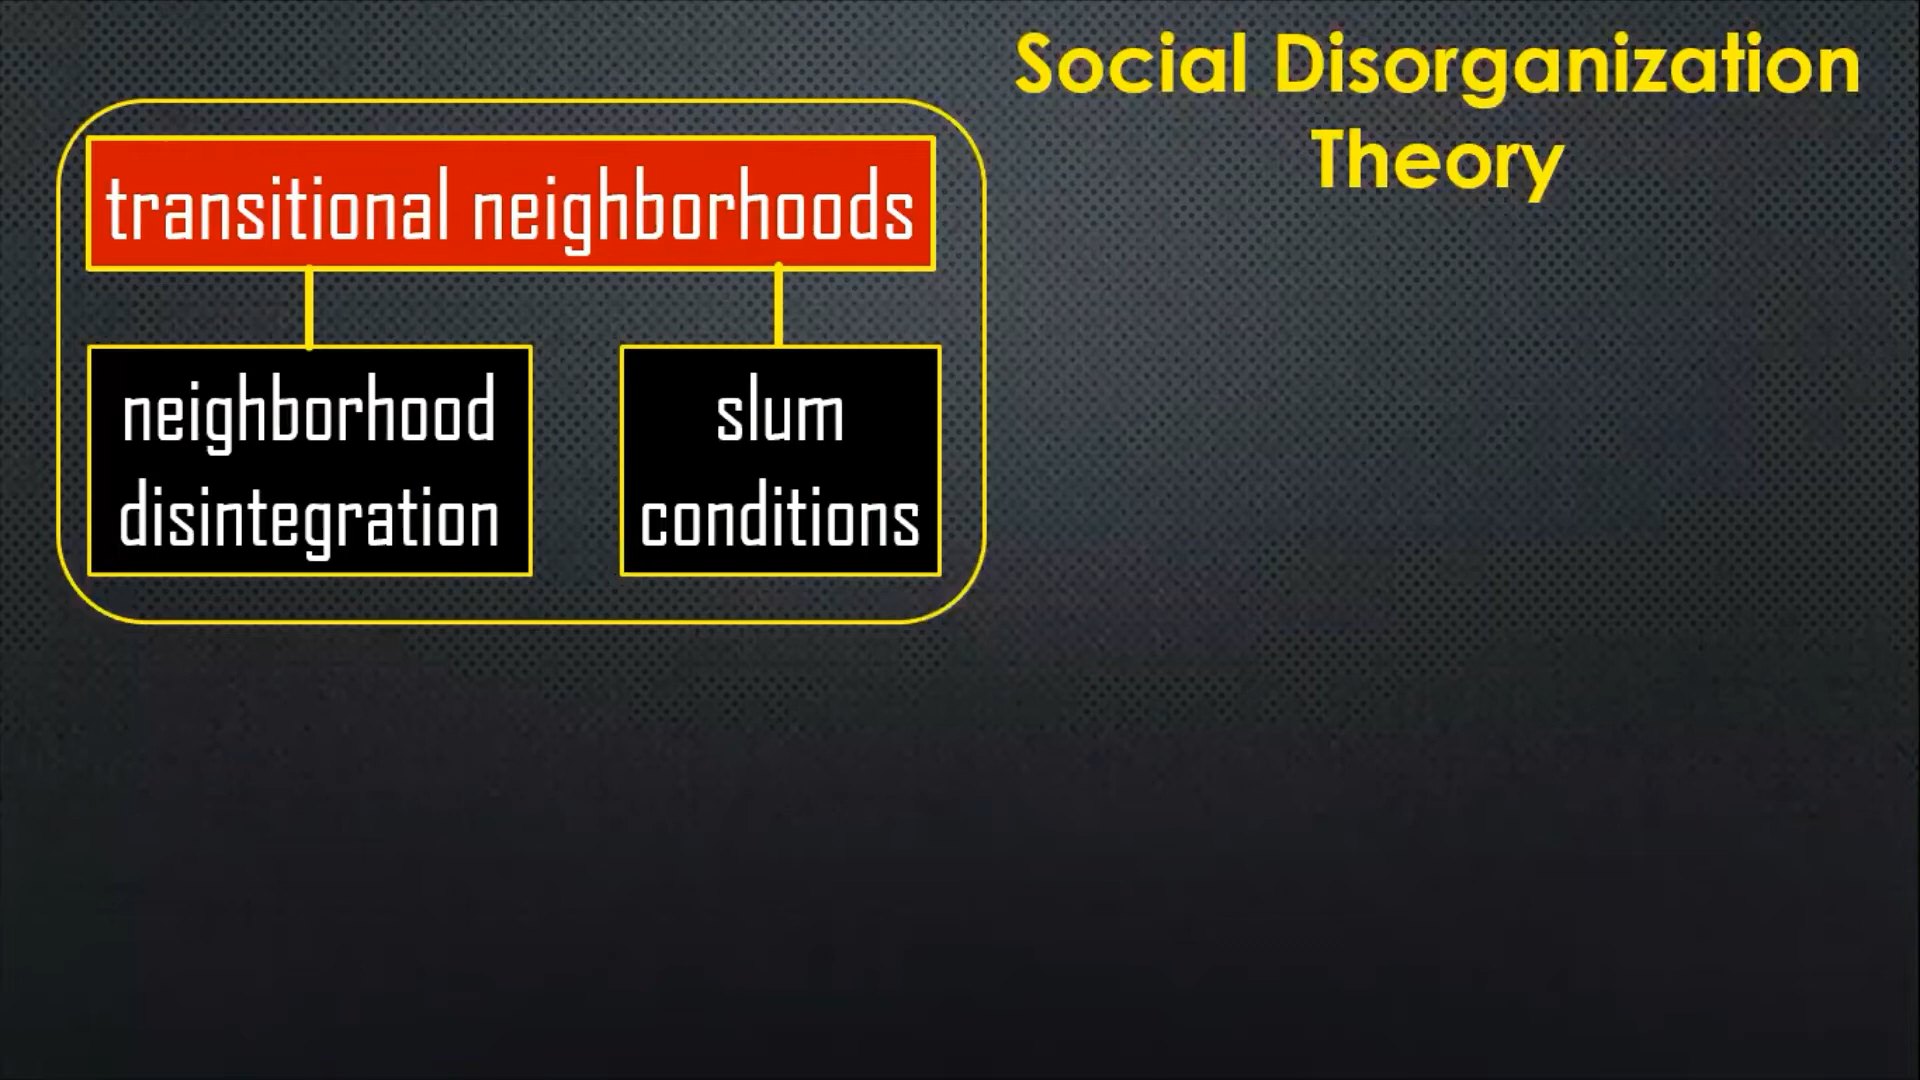 Social Disorganization
Theory
transitional neighborhoods
neighborhood
disintegration
slum
conditions